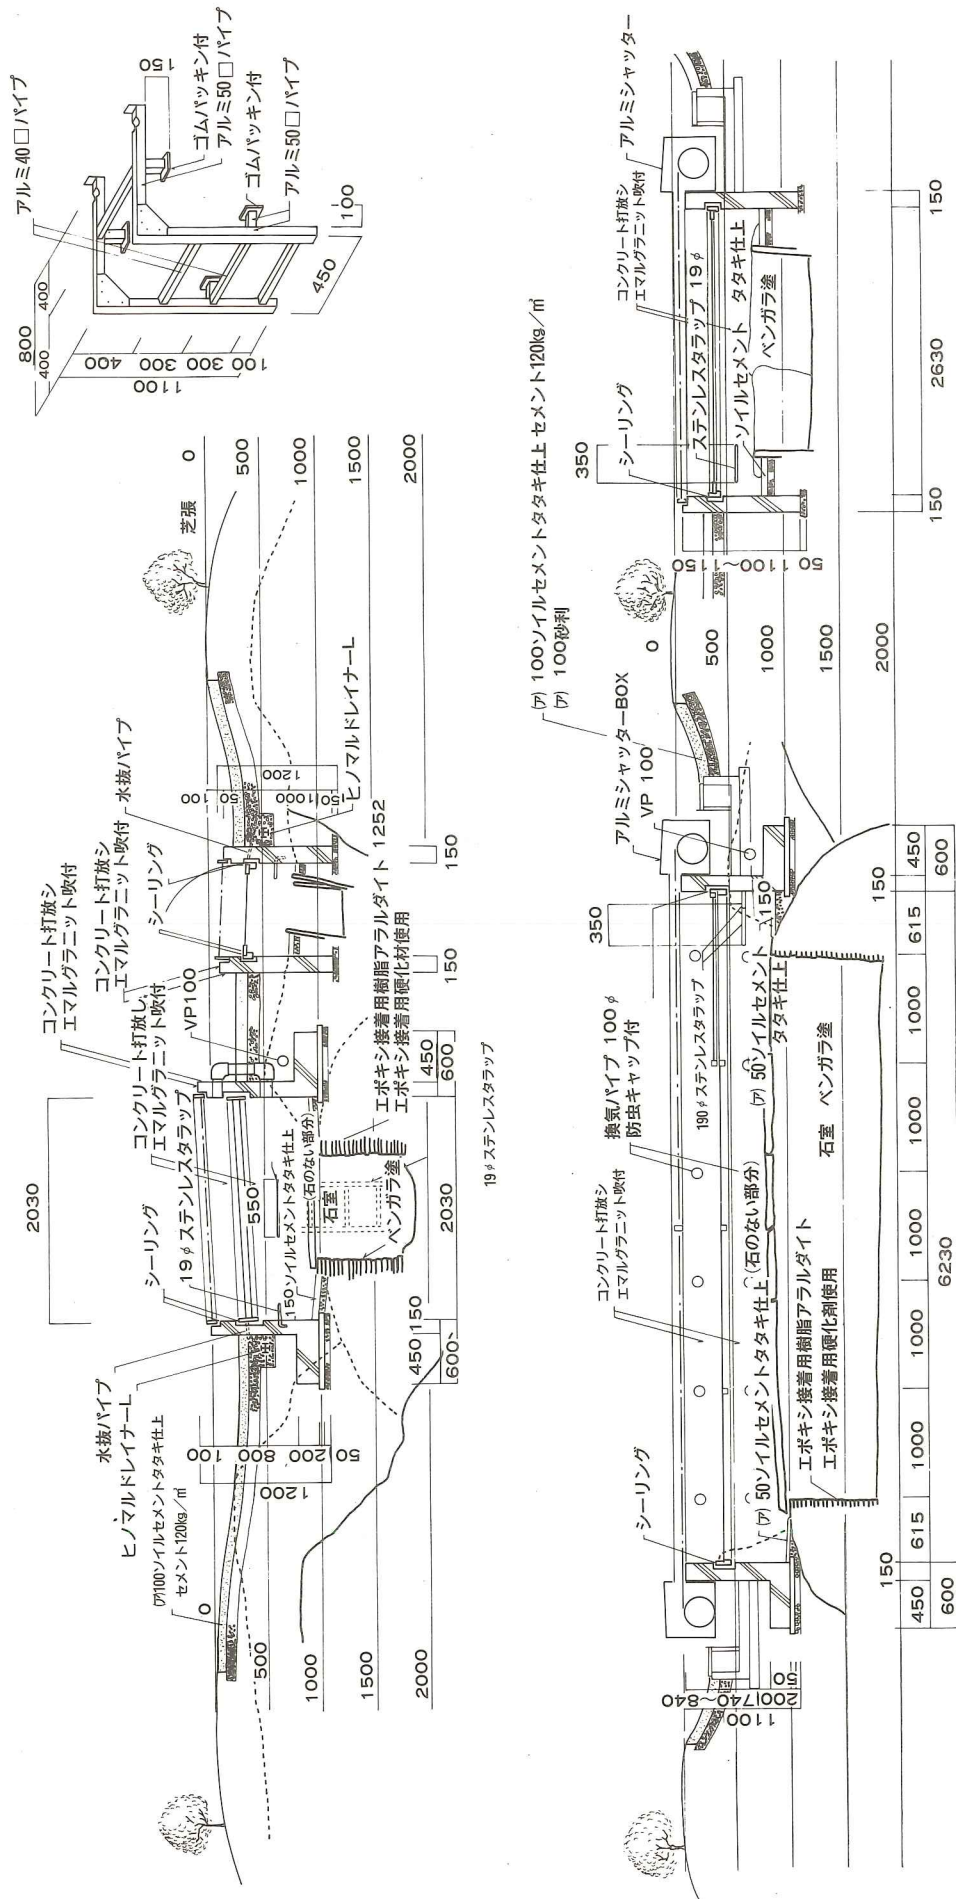 アルミ40□パイプ
800
400
400
150
ゴムパッキン付
アルミ50□パイプ
ゴムパッキン付
アルミ50□パイプ
100
450
400
300
300
100
1100
コンクリート打放し、
エマルグラニット吹付
コンクリート打放シ
エマルグラニット吹付
コンクリート打放シ
エマルグラニット吹付
シーリング
水抜パイプ
VP100
2030
シーリング
19φステンレスタラップ
550
水抜パイプ
ヒノマルドレイナーL
(ア)100ソイルセメントタタキ仕上
セメント120kg/㎥
芝張
0
500
1000
1500
2000
100
1200
ヒノマルドレイナーL
150
150
1252
エポキシ接着用樹脂アラルダイト
エポキシ接着用硬化材使用
150ソイルセメントタタキ仕上
(石のない部分)
石室
ベンガラ塗
450
600
2030
150
450
600
19φステンレスタラップ
0
500
1000
1500
2000
100
800
200
50
1200
(ア) 100ソイルセメントタタキ仕上 セメント120kg/㎥
(ア) 100砂利
アルミシャッターBOX
VP 100
350
換気パイプ 100φ
防虫キャップ付
コンクリート打放シ
エマルグラニット吹付
シーリング
190φステンレスタラップ
(ア) 50ソイルセメント
タタキ仕上
(ア) 50ソイルセメントタタキ仕上 (石のない部分)
石室 ベンガラ塗
エポキシ接着用樹脂アラルダイト
エポキシ接着用硬化剤使用
150
0
500
1000
1500
2000
200
740~840
50
1100
150
450
615
1000
1000
1000
1000
1000
615
150
450
600
6230
600
アルミシャッター
コンクリート打放シ
エマルグラニット吹付
シーリング
ステンレスタラップ 19φ
ソイルセメント タタキ仕上
ベンガラ塗
350
50
1100~1150
150
2630
150